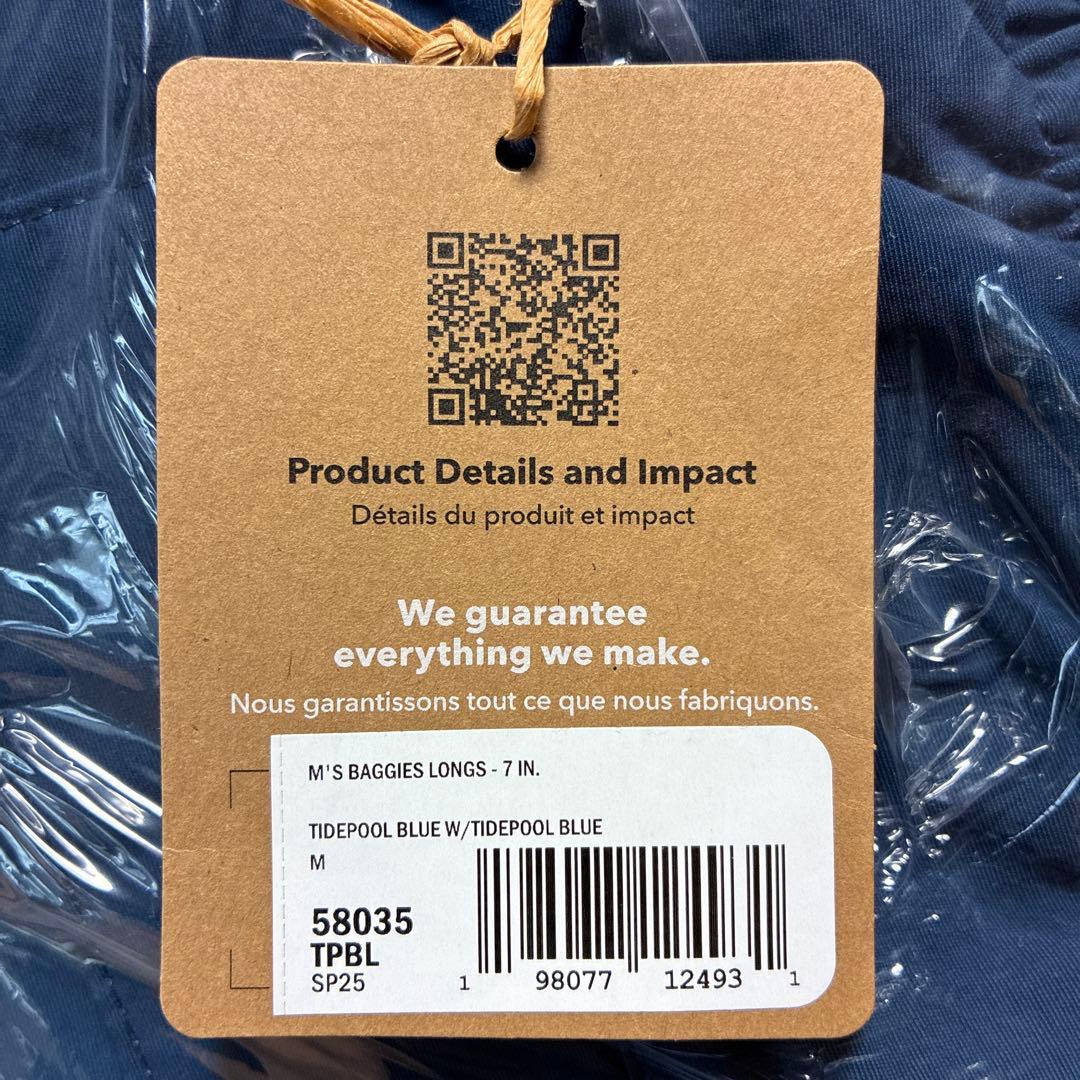 Product Details and Impact
Détails du produit et impact
We guarantee
everything we make.
Nous garantissons tout ce que nous fabriquons.
M'S BAGGIES LONGS - 7 IN.
TIDEPOOL BLUE W/TIDEPOOL BLUE
M
58035
TPBL
SP25
1 98077 12493 1